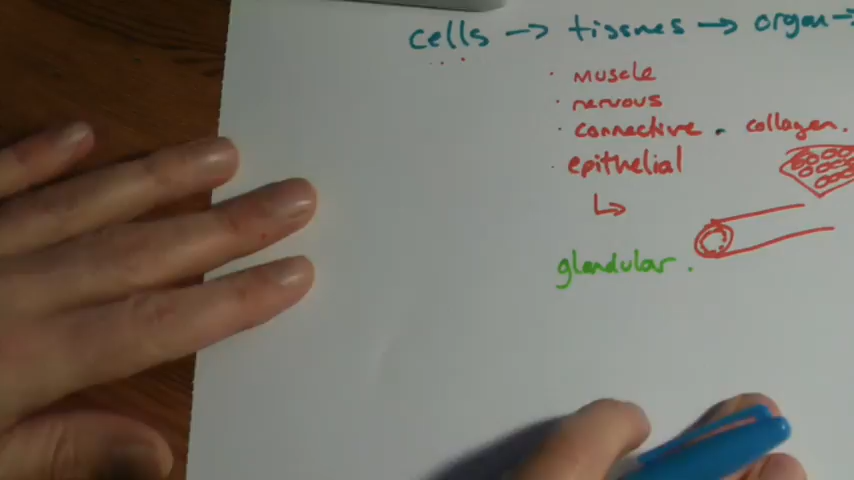 cells → tissues → organ →
· muscle
· nervous
· connective . collagen.
· epithelial
↳
glandular .